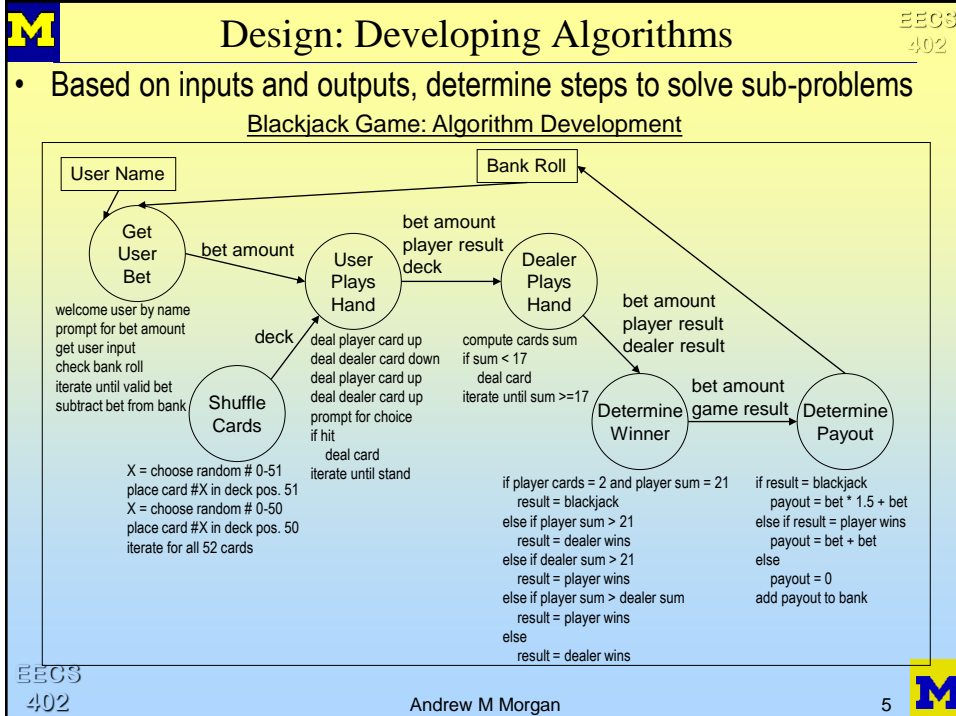 M
Design: Developing Algorithms
EECS
402
• Based on inputs and outputs, determine steps to solve sub-problems
Blackjack Game: Algorithm Development
User Name
Bank Roll
Get
User
Bet
bet amount
welcome user by name
prompt for bet amount
get user input
check bank roll
iterate until valid bet
subtract bet from bank
Shuffle
Cards
deck
X = choose random # 0-51
place card #X in deck pos. 51
X = choose random # 0-50
place card #X in deck pos. 50
iterate for all 52 cards
User
Plays
Hand
deal player card up
deal dealer card down
deal player card up
deal dealer card up
prompt for choice
if hit
deal card
iterate until stand
bet amount
player result
deck
Dealer
Plays
Hand
compute cards sum
if sum < 17
deal card
iterate until sum >=17
bet amount
player result
dealer result
Determine
Winner
if player cards = 2 and player sum = 21
result = blackjack
else if player sum > 21
result = dealer wins
else if dealer sum > 21
result = player wins
else if player sum > dealer sum
result = player wins
else
result = dealer wins
bet amount
game result
Determine
Payout
if result = blackjack
payout = bet * 1.5 + bet
else if result = player wins
payout = bet + bet
else
payout = 0
add payout to bank
EECS
402
Andrew M Morgan
5
M